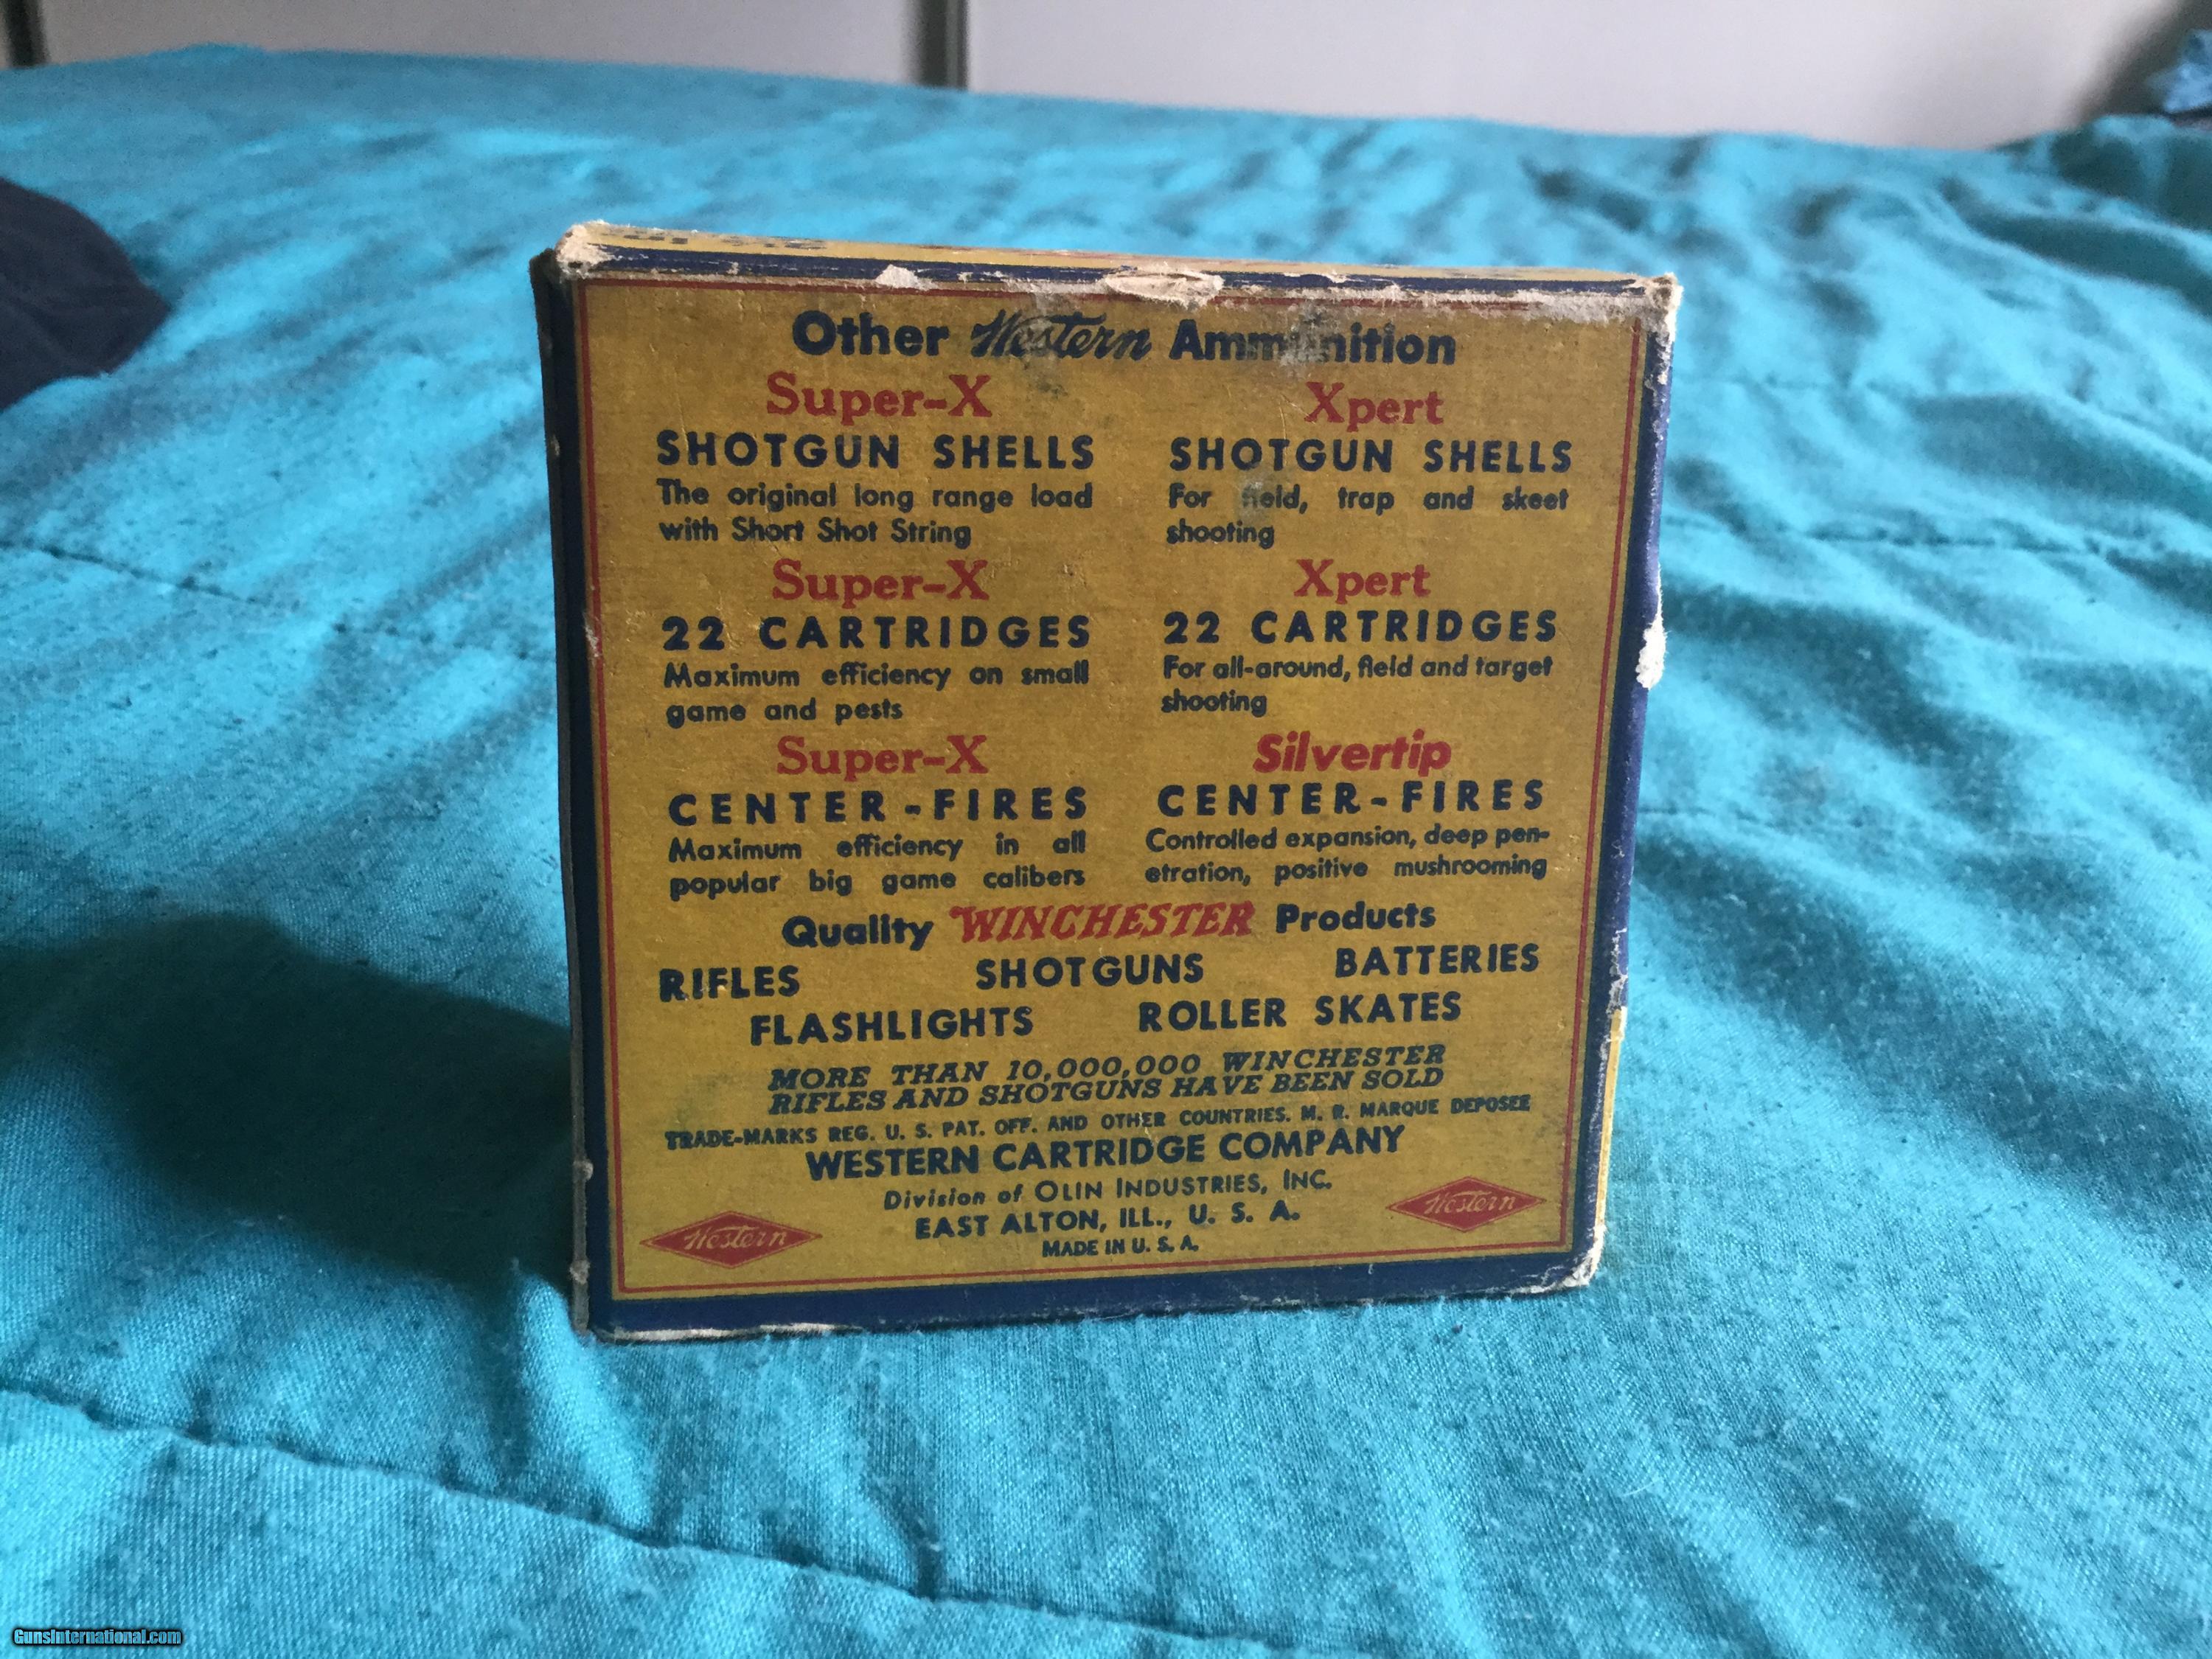 Other Western Ammunition
Super-X
SHOTGUN SHELLS
The original long range load
with Short Shot String
Xpert
SHOTGUN SHELLS
For field, trap and skeet
shooting
Super-X
22 CARTRIDGES
Maximum efficiency on small
game and pests
Xpert
22 CARTRIDGES
For all-around, field and target
shooting
Super-X
CENTER-FIRES
Maximum efficiency in all
popular big game calibers
Silvertip
CENTER-FIRES
Controlled expansion, deep pen-
etration, positive mushrooming
Quality WINCHESTER Products
RIFLES SHOTGUNS BATTERIES
FLASHLIGHTS ROLLER SKATES
MORE THAN 10,000,000 WINCHESTER
RIFLES AND SHOTGUNS HAVE BEEN SOLD
TRADE-MARKS REG. U. S. PAT. OFF. AND OTHER COUNTRIES. M. R. MARQUE DEPOSEE
WESTERN CARTRIDGE COMPANY
Division of OLIN INDUSTRIES, INC.
EAST ALTON, ILL., U. S. A.
MADE IN U. S. A.
Western
Western
GunsInternational.com